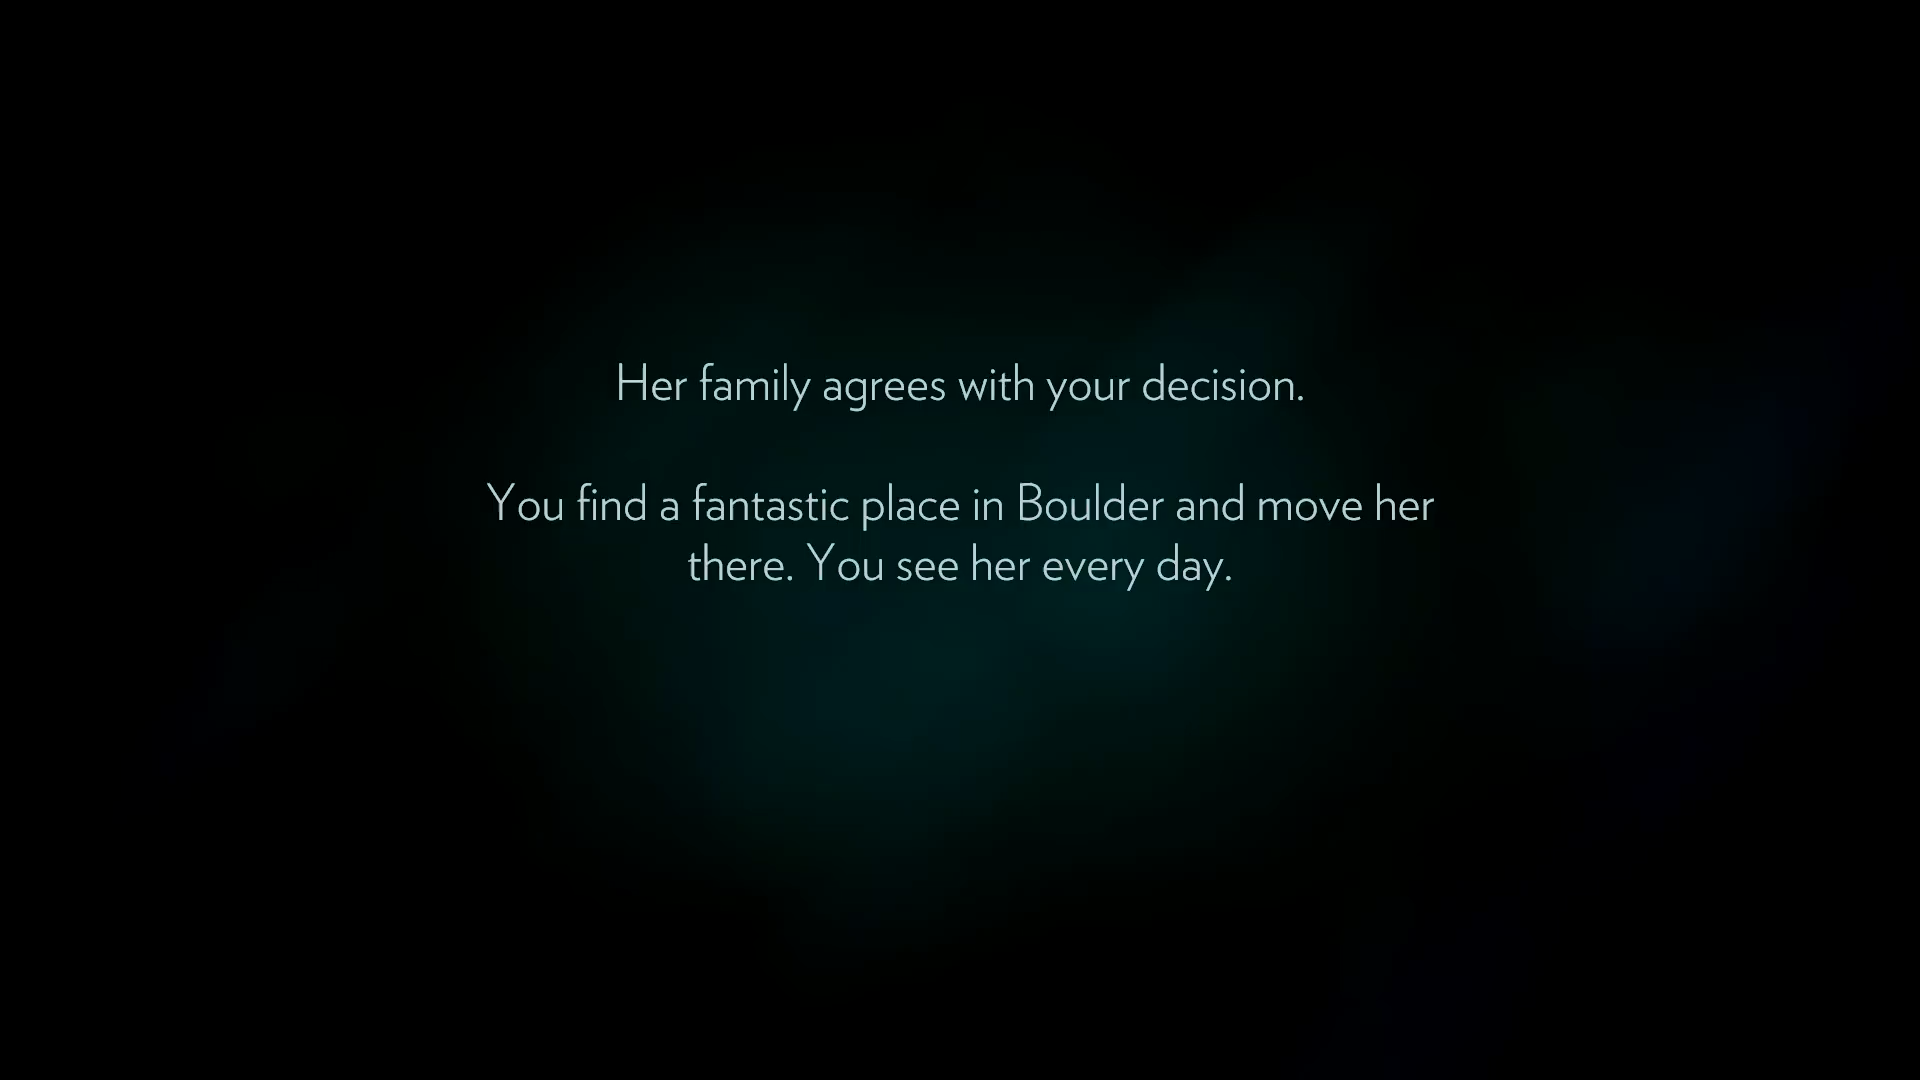 Her family agrees with your decision.
You find a fantastic place in Boulder and move her
there. You see her every day.